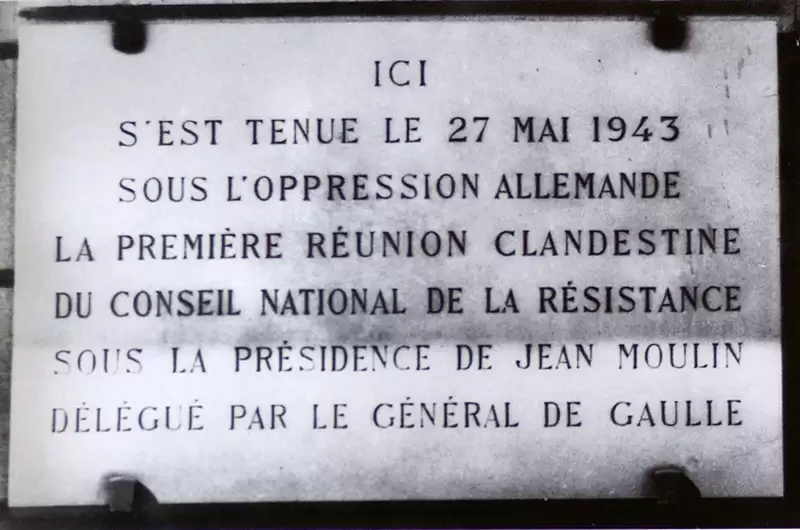 ICI
S'EST TENUE LE 27 MAI 1943
SOUS L'OPPRESSION ALLEMANDE
LA PREMIÈRE RÉUNION CLANDESTINE
DU CONSEIL NATIONAL DE LA RÉSISTANCE
SOUS LA PRÉSIDENCE DE JEAN MOULIN
DÉLÉGUÉ PAR LE GÉNÉRAL DE GAULLE